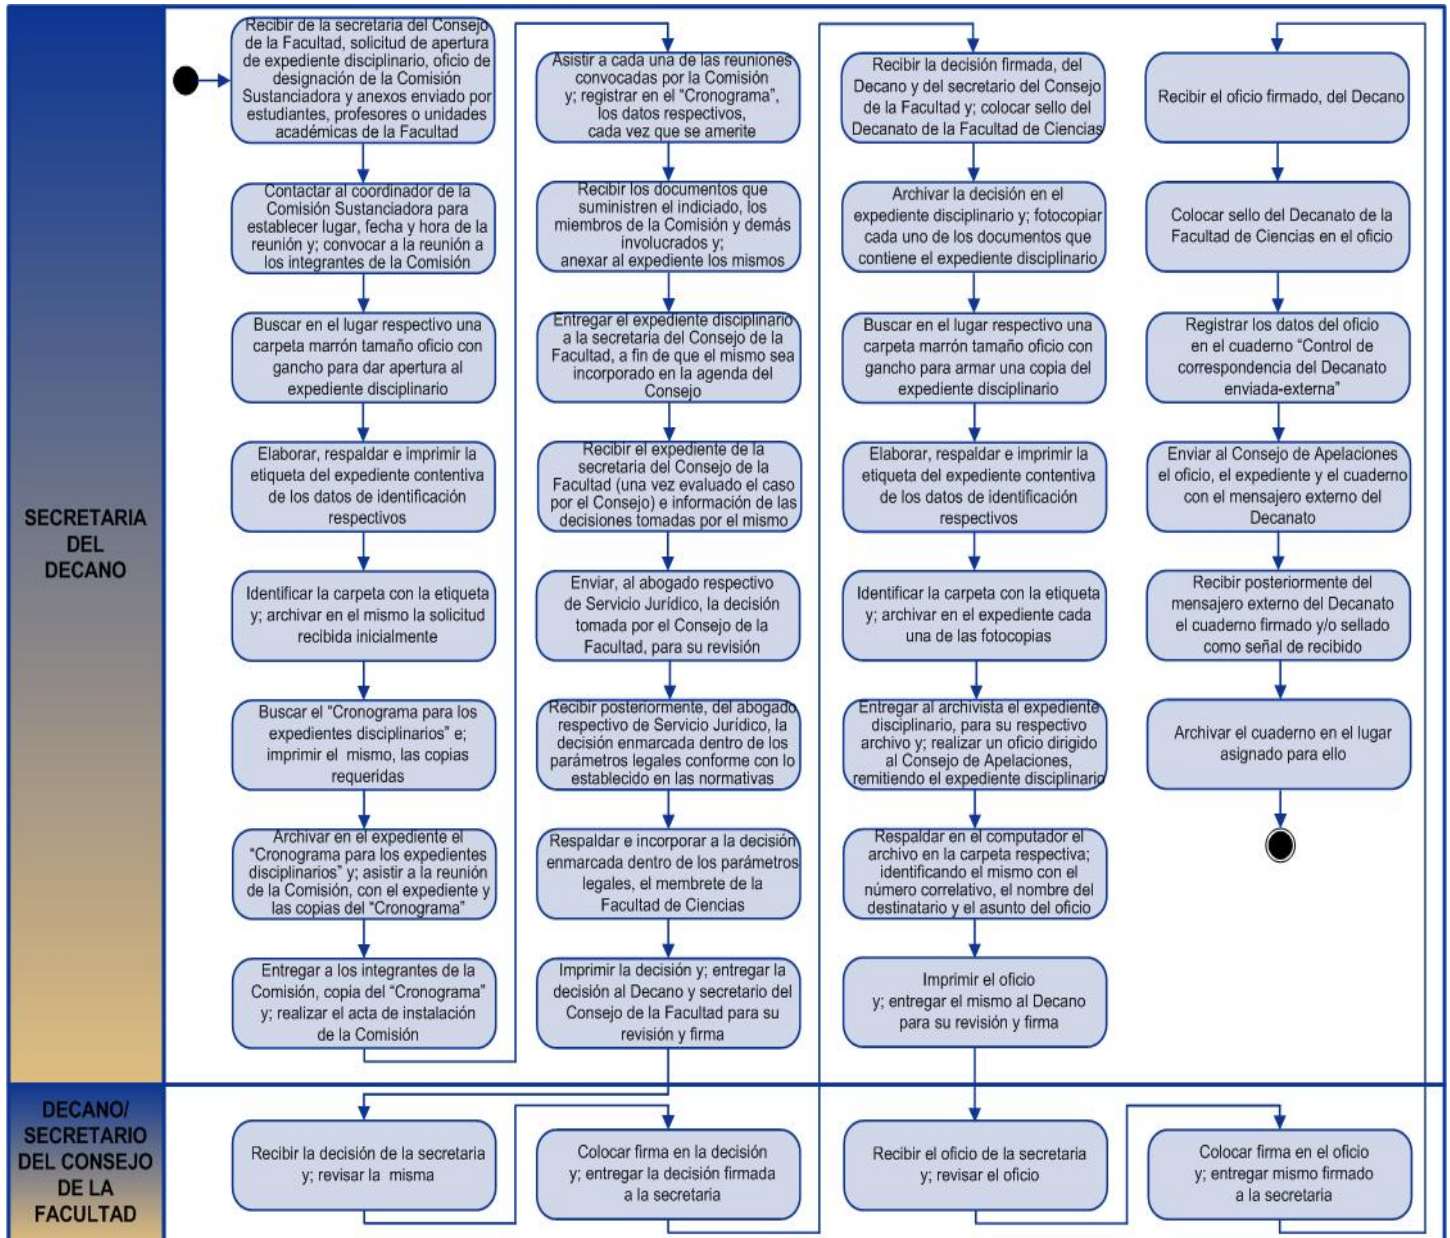 SECRETARIA
DEL
DECANO
Recibir de la secretaria del Consejo
de la Facultad, solicitud de apertura
de expediente disciplinario, oficio de
designación de la Comisión
Sustanciadora y anexos enviado por
estudiantes, profesores o unidades
académicas de la Facultad
Contactar al coordinador de la
Comisión Sustanciadora para
establecer lugar, fecha y hora de la
reunión y; convocar a la reunión a
los integrantes de la Comisión
Buscar en el lugar respectivo una
carpeta marrón tamaño oficio con
gancho para dar apertura al
expediente disciplinario
Elaborar, respaldar e imprimir la
etiqueta del expediente contentiva
de los datos de identificación
respectivos
Identificar la carpeta con la etiqueta
y; archivar en el mismo la solicitud
recibida inicialmente
Buscar el “Cronograma para los
expedientes disciplinarios” e;
imprimir el mismo, las copias
requeridas
Archivar en el expediente el
“Cronograma para los expedientes
disciplinarios” y; asistir a la reunión
de la Comisión, con el expediente y
las copias del “Cronograma”
Entregar a los integrantes de la
Comisión, copia del “Cronograma”
y; realizar el acta de instalación
de la Comisión
Asistir a cada una de las reuniones
convocadas por la Comisión
y; registrar en el “Cronograma”,
los datos respectivos,
cada vez que se amerite
Recibir los documentos que
suministren el indiciado, los
miembros de la Comisión y demás
involucrados y;
anexar al expediente los mismos
Entregar el expediente disciplinario
a la secretaria del Consejo de la
Facultad, a fin de que el mismo sea
incorporado en la agenda del
Consejo
Recibir el expediente de la
secretaria del Consejo de la
Facultad (una vez evaluado el caso
por el Consejo) e información de las
decisiones tomadas por el mismo
Enviar, al abogado respectivo
de Servicio Jurídico, la decisión
tomada por el Consejo de la
Facultad, para su revisión
Recibir posteriormente, del abogado
respectivo de Servicio Jurídico, la
decisión enmarcada dentro de los
parámetros legales conforme con lo
establecido en las normativas
Respaldar e incorporar a la decisión
enmarcada dentro de los parámetros
legales, el membrete de la
Facultad de Ciencias
Imprimir la decisión y; entregar la
decisión al Decano y secretario del
Consejo de la Facultad para su
revisión y firma
Recibir la decisión firmada, del
Decano y del secretario del Consejo
de la Facultad y; colocar sello del
Decanato de la Facultad de Ciencias
Archivar la decisión en el
expediente disciplinario y; fotocopiar
cada uno de los documentos que
contiene el expediente disciplinario
Buscar en el lugar respectivo una
carpeta marrón tamaño oficio con
gancho para armar una copia del
expediente disciplinario
Elaborar, respaldar e imprimir la
etiqueta del expediente contentiva
de los datos de identificación
respectivos
Identificar la carpeta con la etiqueta
y; archivar en el expediente cada
una de las fotocopias
Entregar al archivista el expediente
disciplinario, para su respectivo
archivo y; realizar un oficio dirigido
al Consejo de Apelaciones,
remitiendo el expediente disciplinario
Respaldar en el computador el
archivo en la carpeta respectiva;
identificando el mismo con el
número correlativo, el nombre del
destinatario y el asunto del oficio
Imprimir el oficio
y; entregar el mismo al Decano
para su revisión y firma
Recibir el oficio firmado, del Decano
Colocar sello del Decanato de la
Facultad de Ciencias en el oficio
Registrar los datos del oficio
en el cuaderno “Control de
correspondencia del Decanato
enviada-externa”
Enviar al Consejo de Apelaciones
el oficio, el expediente y el cuaderno
con el mensajero externo del
Decanato
Recibir posteriormente del
mensajero externo del Decanato
el cuaderno firmado y/o sellado
como señal de recibido
Archivar el cuaderno en el lugar
asignado para ello
DECANO/
SECRETARIO
DEL CONSEJO
DE LA
FACULTAD
Recibir la decisión de la secretaria
y; revisar la misma
Colocar firma en la decisión
y; entregar la decisión firmada
a la secretaria
Recibir el oficio de la secretaria
y; revisar el oficio
Colocar firma en el oficio
y; entregar mismo firmado
a la secretaria